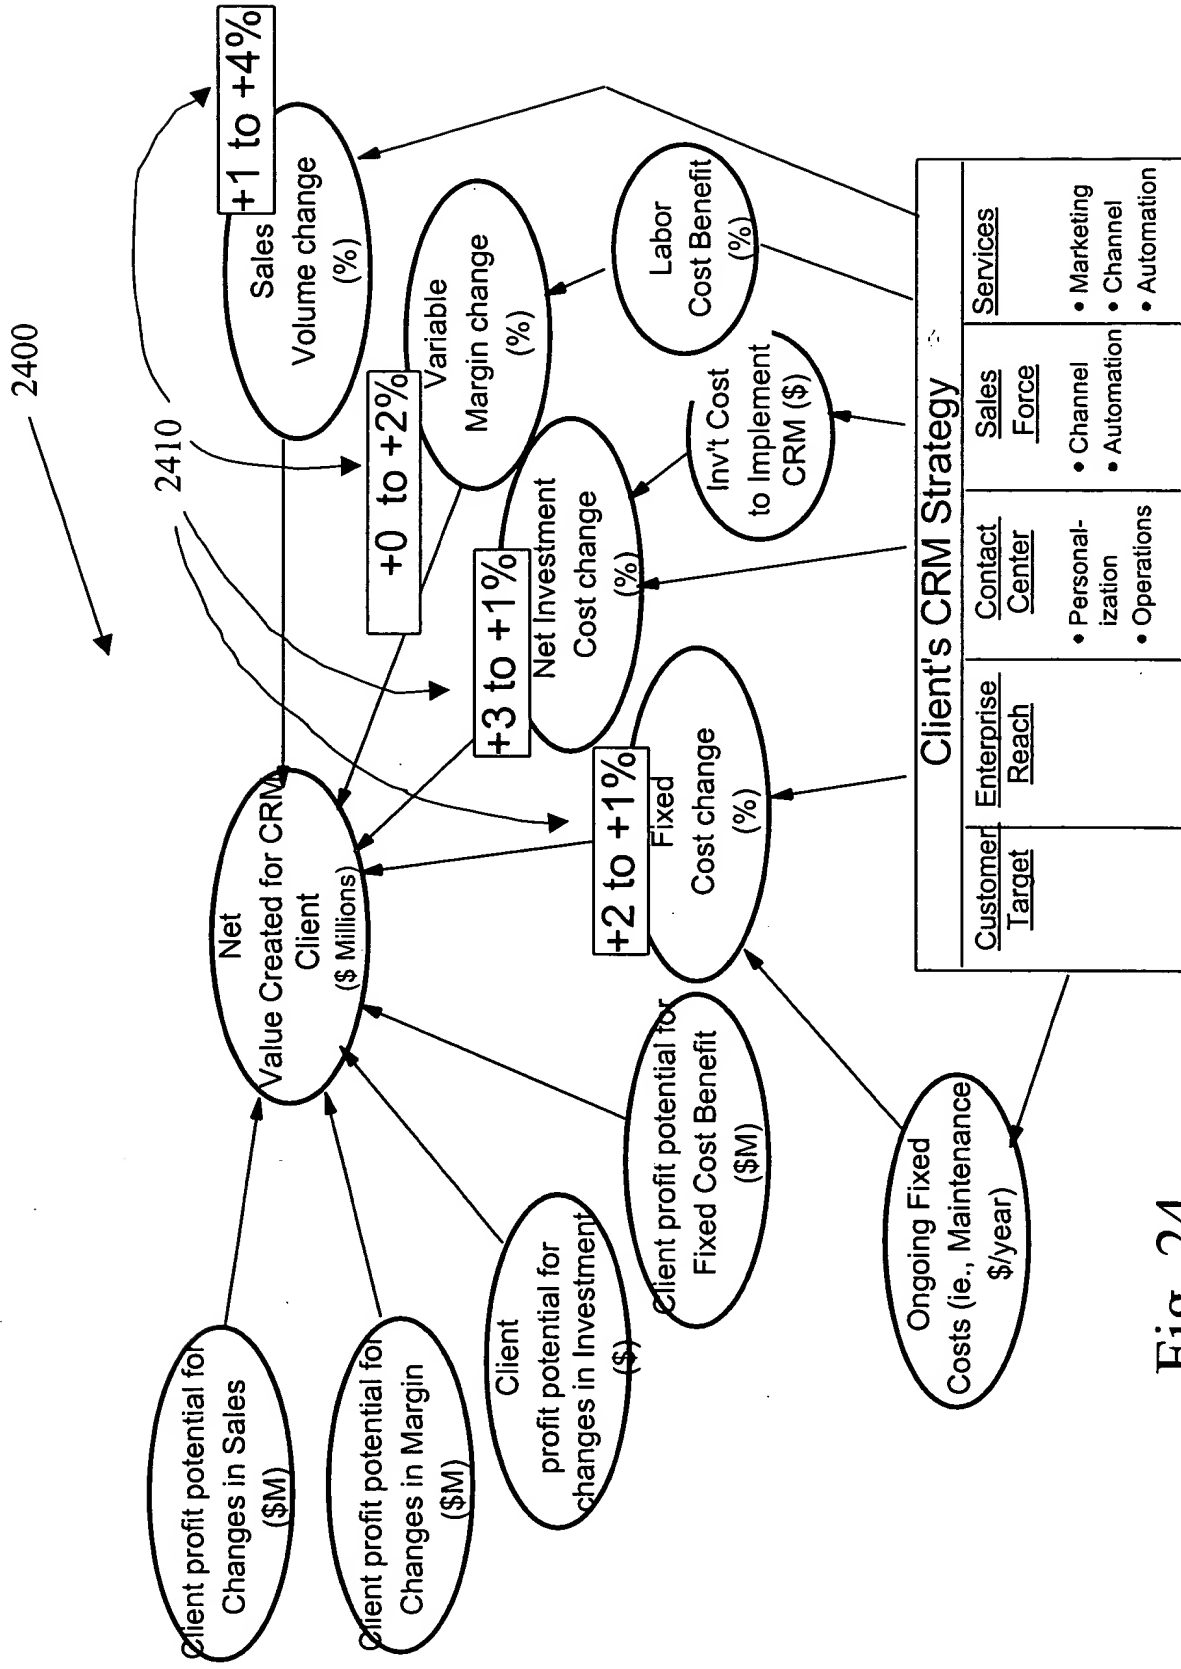 2400
2410
Net
Value Created for CRM
Client
($ Millions)
Client profit potential for
Changes in Sales
($M)
Client profit potential for
Changes in Margin
($M)
Client
profit potential for
changes in Investment
($)
Client profit potential for
Fixed Cost Benefit
($M)
+1 to +4%
Sales
Volume change
(%)
+0 to +2%
Variable
Margin change
(%)
+3 to +1%
Net Investment
Cost change
(%)
+2 to +1%
Fixed
Cost change
(%)
Labor
Cost Benefit
(%)
Inv't Cost
to Implement
CRM ($)
Ongoing Fixed
Costs (ie., Maintenance
$/year)
Client's CRM Strategy
Customer
Target
Enterprise
Reach
Contact
Center
• Personal-
ization
• Operations
Sales
Force
• Channel
• Automation
Services
• Marketing
• Channel
• Automation
Fig. 24